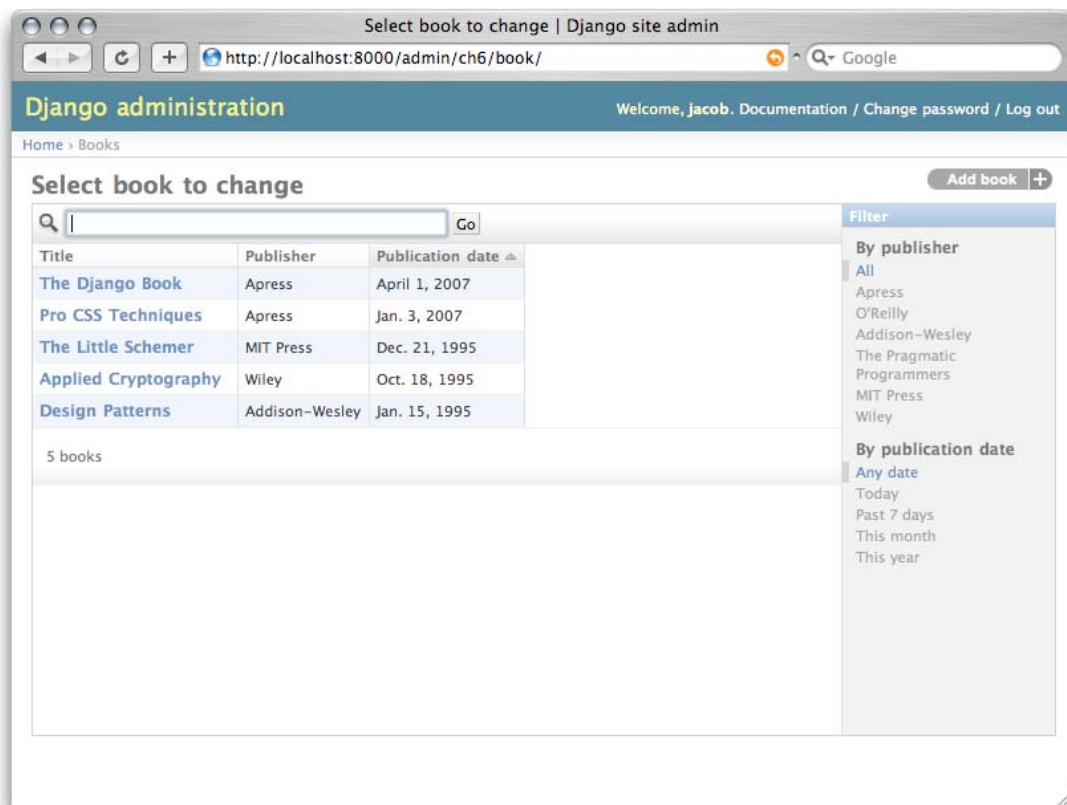 Select book to change | Django site admin
http://localhost:8000/admin/ch6/book/
Google
Django administration
Welcome, jacob. Documentation / Change password / Log out
Home › Books
Select book to change
Add book
Go
Title Publisher Publication date
The Django Book Apress April 1, 2007
Pro CSS Techniques Apress Jan. 3, 2007
The Little Schemer MIT Press Dec. 21, 1995
Applied Cryptography Wiley Oct. 18, 1995
Design Patterns Addison-Wesley Jan. 15, 1995
5 books
Filter
By publisher
All
Apress
O'Reilly
Addison-Wesley
The Pragmatic
Programmers
MIT Press
Wiley
By publication date
Any date
Today
Past 7 days
This month
This year